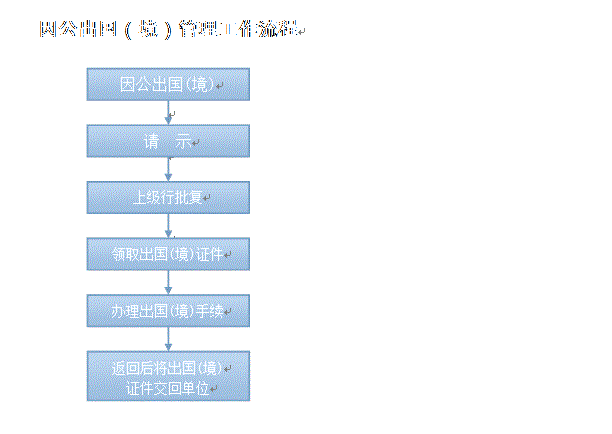 因公出国（境）管理工作流程
因公出国(境)
请 示
上级行批复
领取出国(境)证件
办理出国(境)手续
返回后将出国(境)
证件交回单位